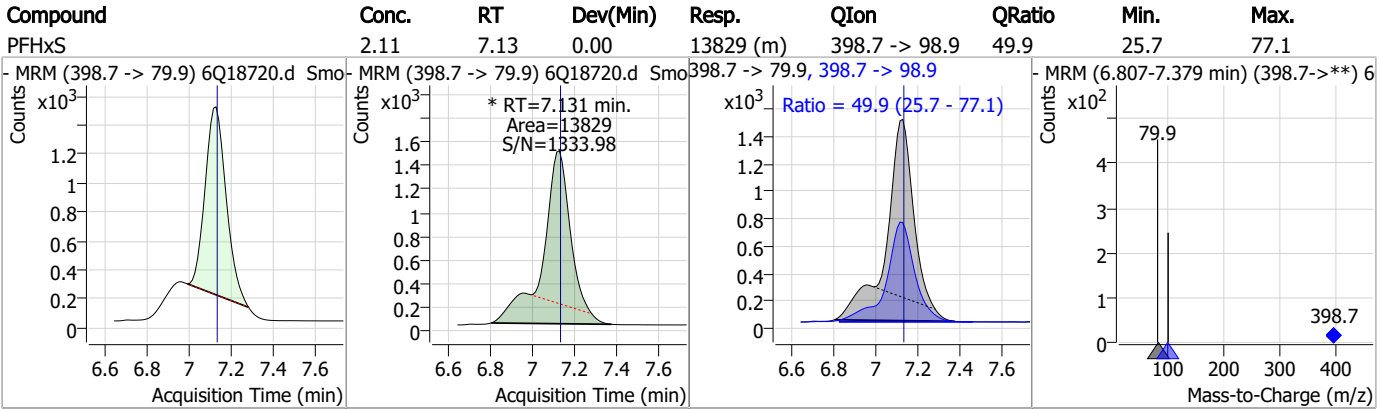 Compound Conc. RT Dev(Min) Resp. QIon QRatio Min. Max.
PFHxS 2.11 7.13 0.00 13829 (m) 398.7 -> 98.9 49.9 25.7 77.1
- MRM (398.7 -> 79.9) 6Q18720.d Smo
Counts
x10³
1.2
1
0.8
0.6
0.4
0.2
0
6.6 6.8 7 7.2 7.4 7.6
Acquisition Time (min)
- MRM (398.7 -> 79.9) 6Q18720.d Smo
Counts
x10³
* RT=7.131 min.
Area=13829
S/N=1333.98
1.6
1.4
1.2
1
0.8
0.6
0.4
0.2
0
6.6 6.8 7 7.2 7.4 7.6
Acquisition Time (min)
398.7 -> 79.9, 398.7 -> 98.9
x10³
Ratio = 49.9 (25.7 - 77.1)
1.4
1.2
1
0.8
0.6
0.4
0.2
0
6.6 6.8 7 7.2 7.4 7.6
- MRM (6.807-7.379 min) (398.7->**) 6
Counts
x10²
79.9
4
3
2
1
0
398.7
100 200 300 400
Mass-to-Charge (m/z)